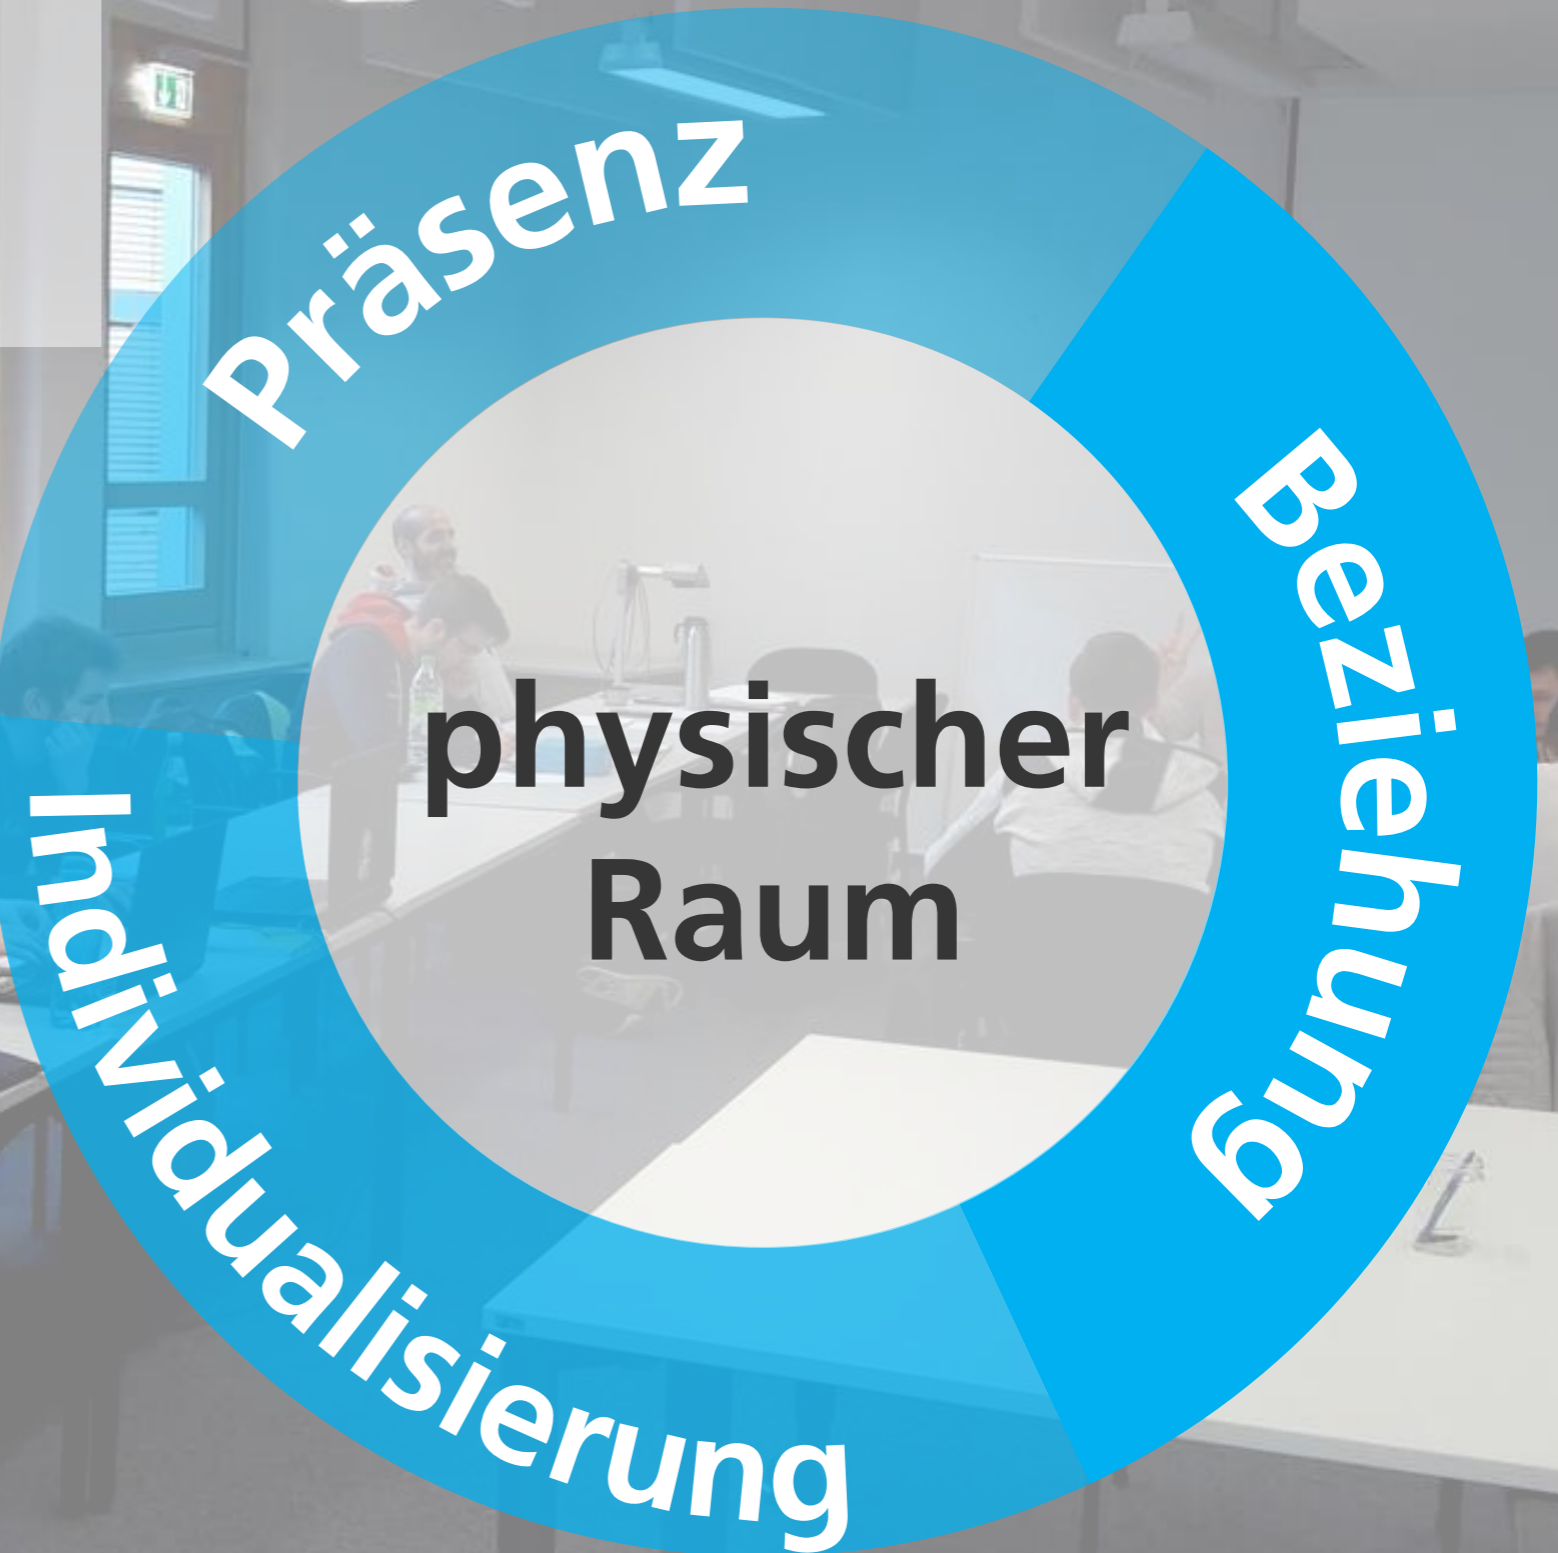 Präsenz
Beziehung
physischer
Raum
Individualisierung